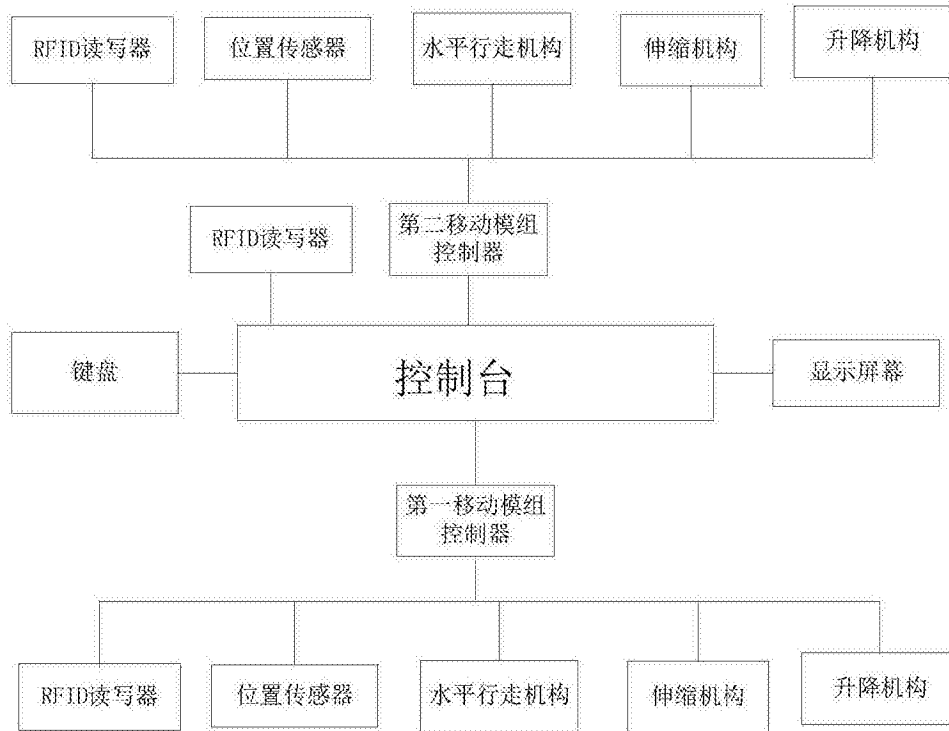 RFID读写器
位置传感器
水平行走机构
伸缩机构
升降机构
RFID读写器
第二移动模组
控制器
键盘
控制台
显示屏幕
第一移动模组
控制器
RFID读写器
位置传感器
水平行走机构
伸缩机构
升降机构